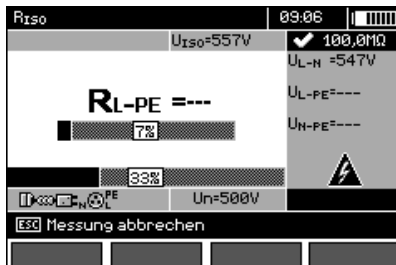 Riso 09:06
UIso=557V 100,0MΩ
UL-N =547V
RL-PE =---
UL-PE=---
7%
UN-PE=---
33%
N PE L Un=500V
ESC Messung abbrechen